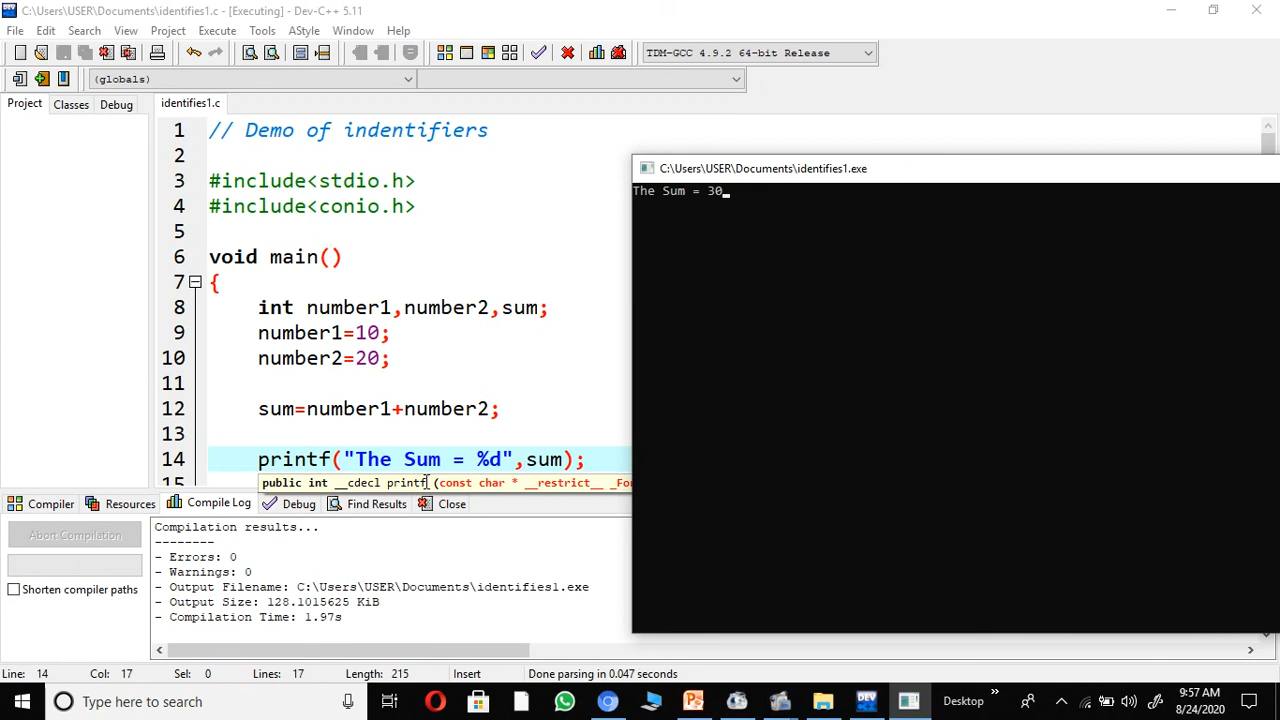 C:\Users\USER\Documents\identifies1.c - [Executing] - Dev-C++ 5.11
File Edit Search View Project Execute Tools AStyle Window Help
TDM-GCC 4.9.2 64-bit Release
(globals)
Project Classes Debug
identifies1.c
1 // Demo of indentifiers
2
3 #include<stdio.h>
4 #include<conio.h>
5
6 void main()
7 {
8 int number1,number2,sum;
9 number1=10;
10 number2=20;
11
12 sum=number1+number2;
13
14 printf("The Sum = %d",sum);
15
public int __cdecl printf (const char * __restrict__ _For
C:\Users\USER\Documents\identifies1.exe
The Sum = 30
Compiler Resources Compile Log Debug Find Results Close
Abort Compilation
Shorten compiler paths
Compilation results...
--------
- Errors: 0
- Warnings: 0
- Output Filename: C:\Users\USER\Documents\identifies1.exe
- Output Size: 128.1015625 KiB
- Compilation Time: 1.97s
Line: 14 Col: 17 Sel: 0 Lines: 17 Length: 215 Insert Done parsing in 0.047 seconds
Type here to search
DEV
Desktop
9:57 AM
8/24/2020